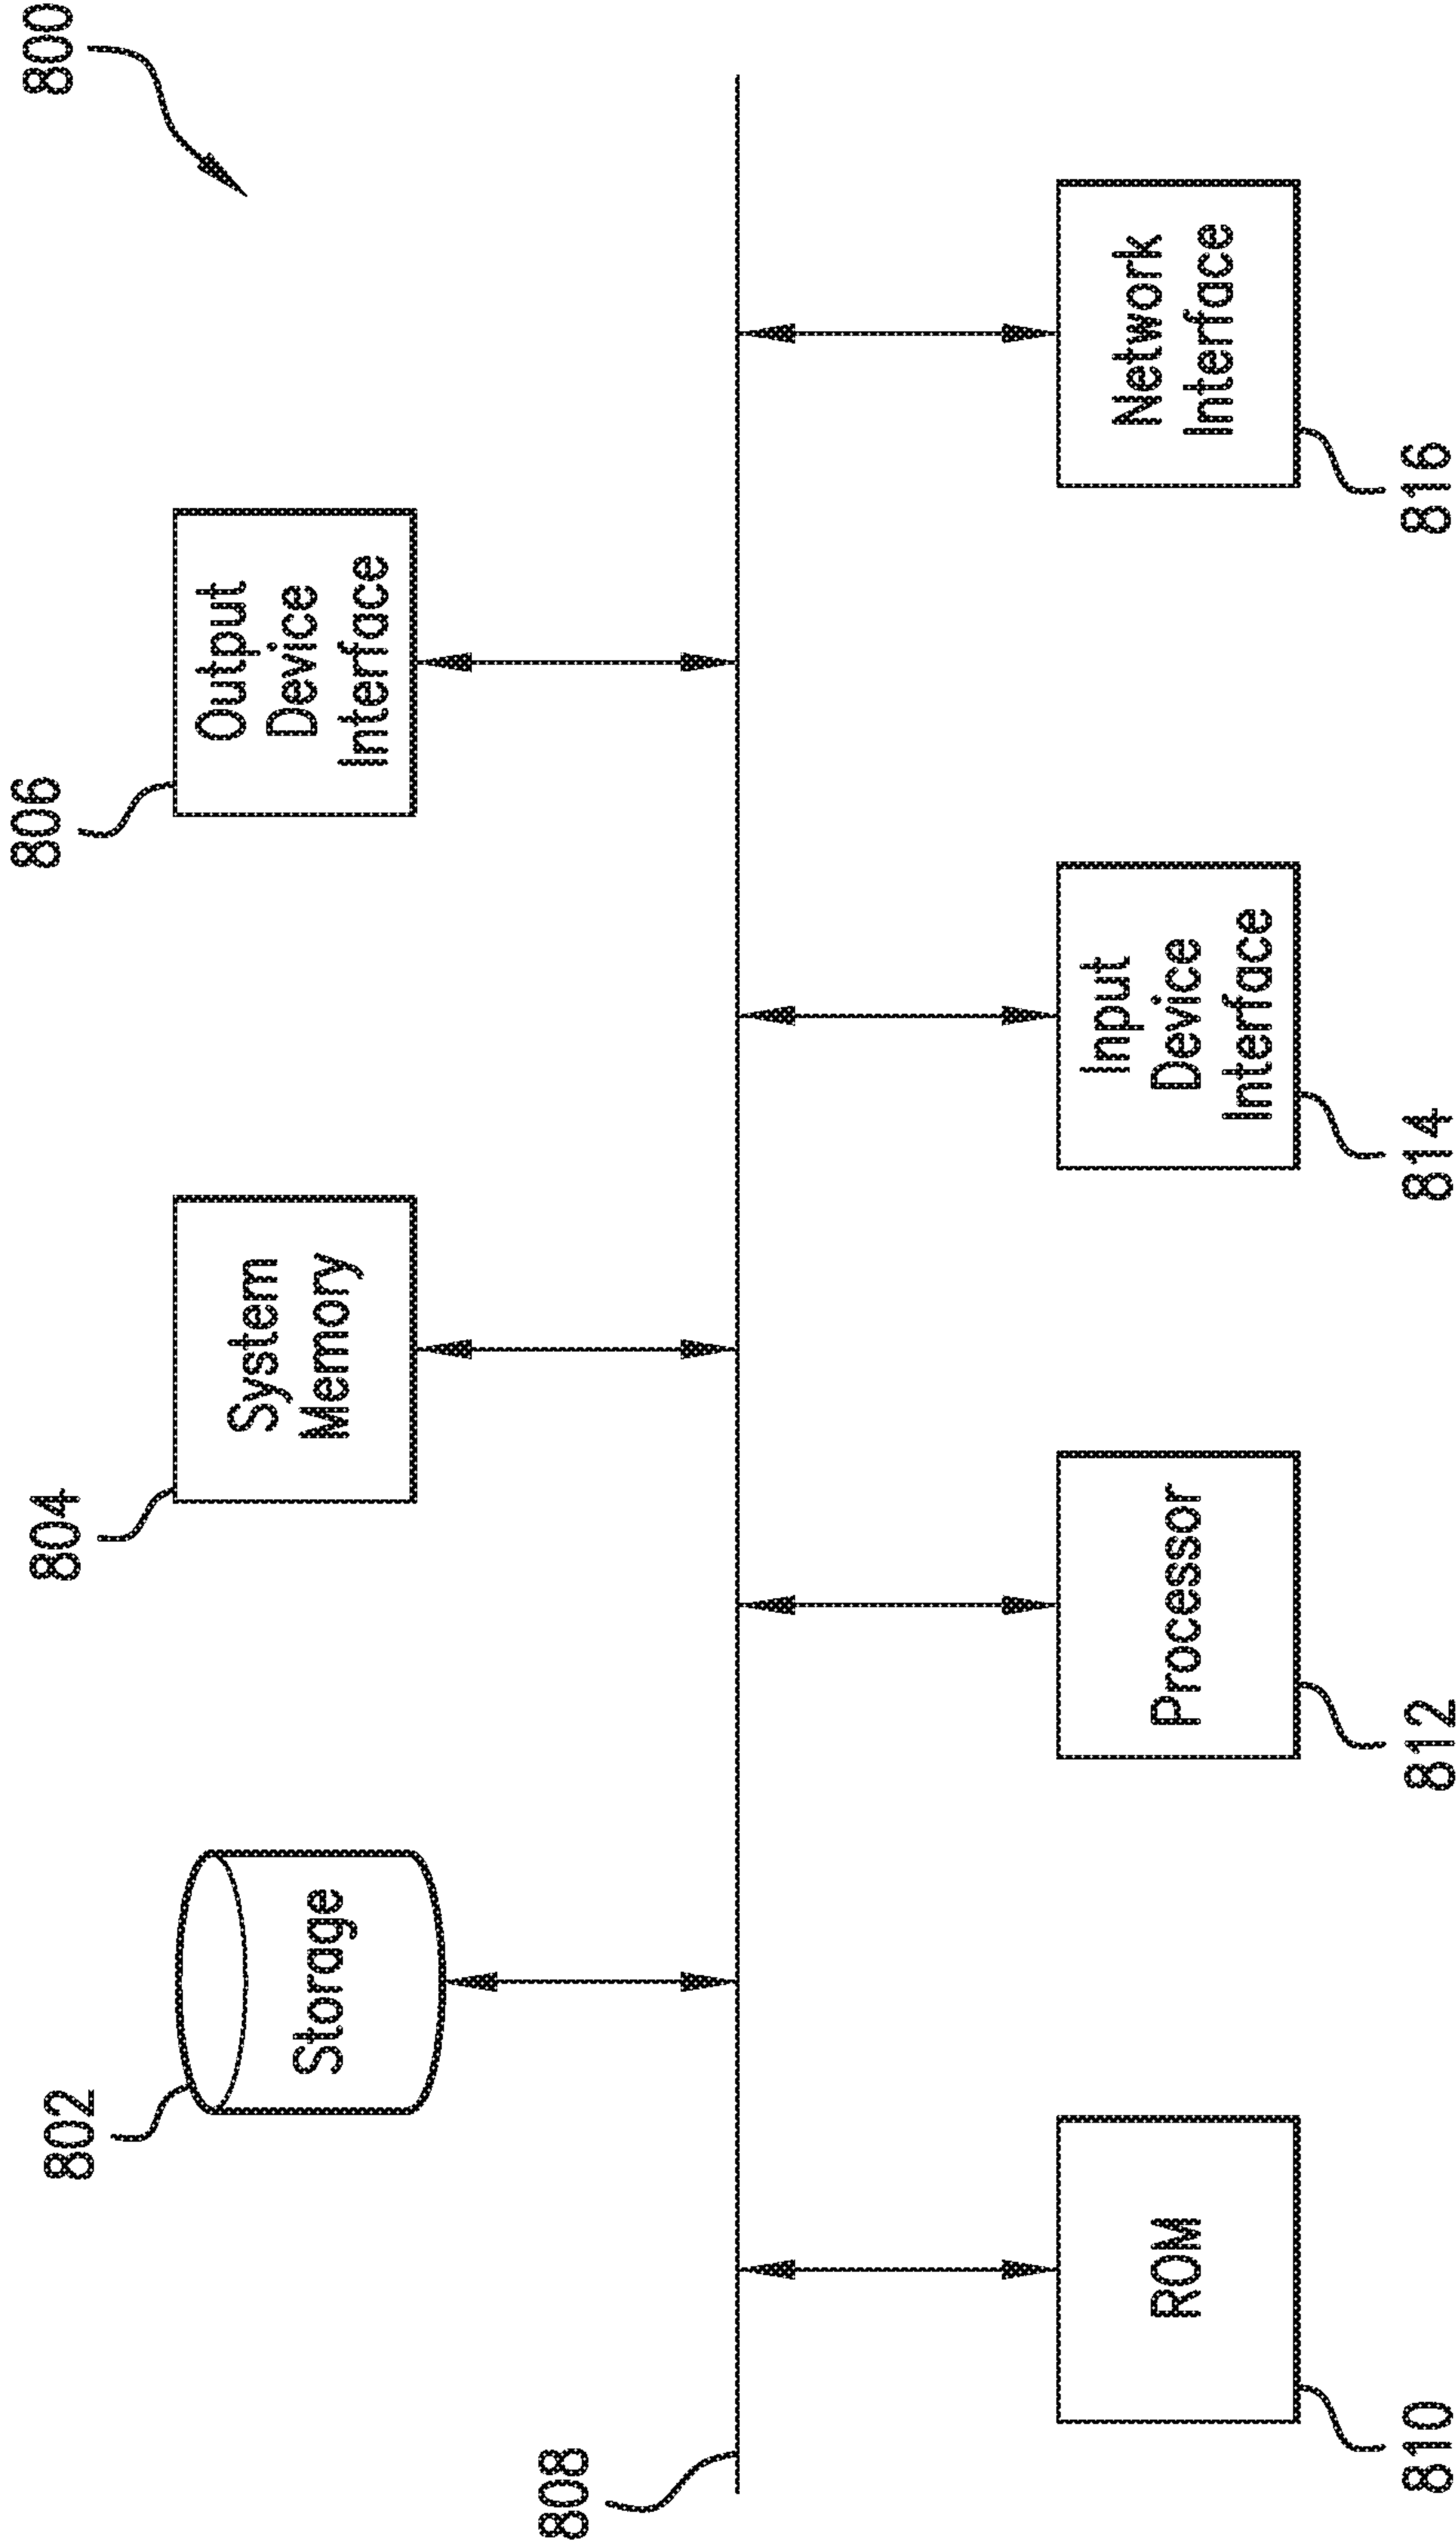 800
802
Storage
804
System
Memory
806
Output
Device
Interface
808
ROM
810
Processor
812
Input
Device
Interface
814
Network
Interface
816